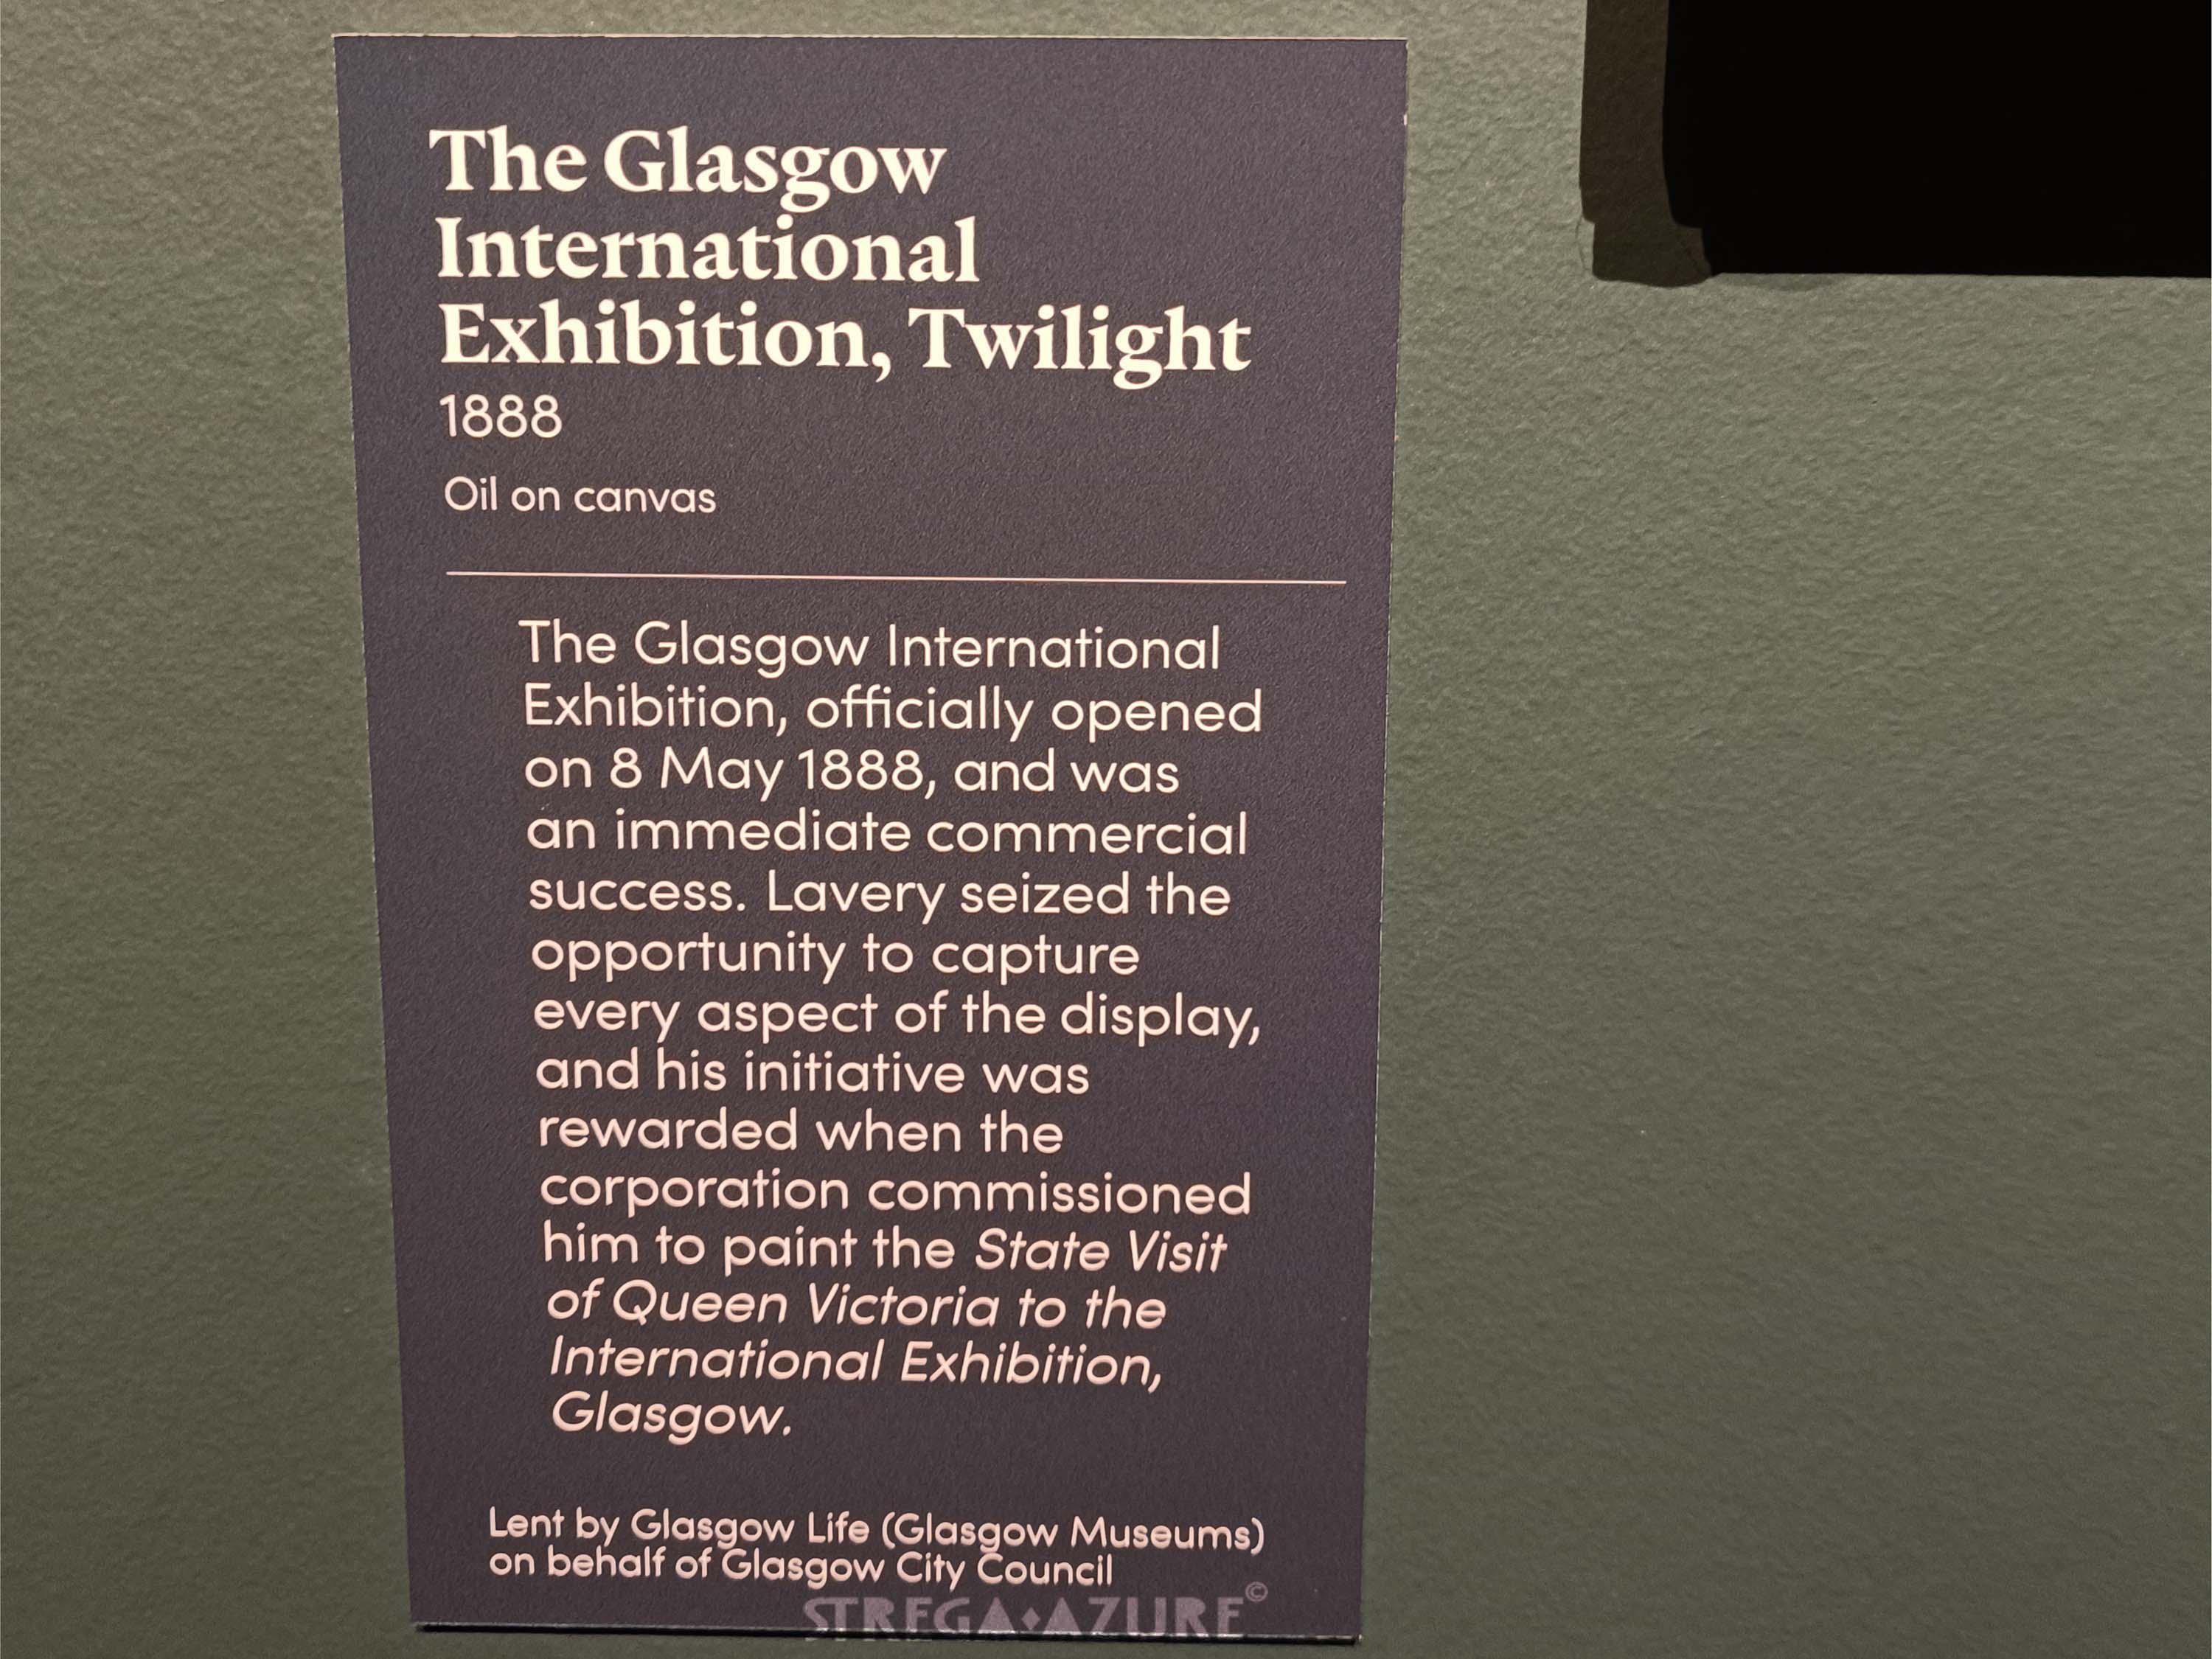 The Glasgow
International
Exhibition, Twilight
1888
Oil on canvas
The Glasgow International
Exhibition, officially opened
on 8 May 1888, and was
an immediate commercial
success. Lavery seized the
opportunity to capture
every aspect of the display,
and his initiative was
rewarded when the
corporation commissioned
him to paint the State Visit
of Queen Victoria to the
International Exhibition,
Glasgow.
Lent by Glasgow Life (Glasgow Museums)
on behalf of Glasgow City Council
STREGA♦AZURE©